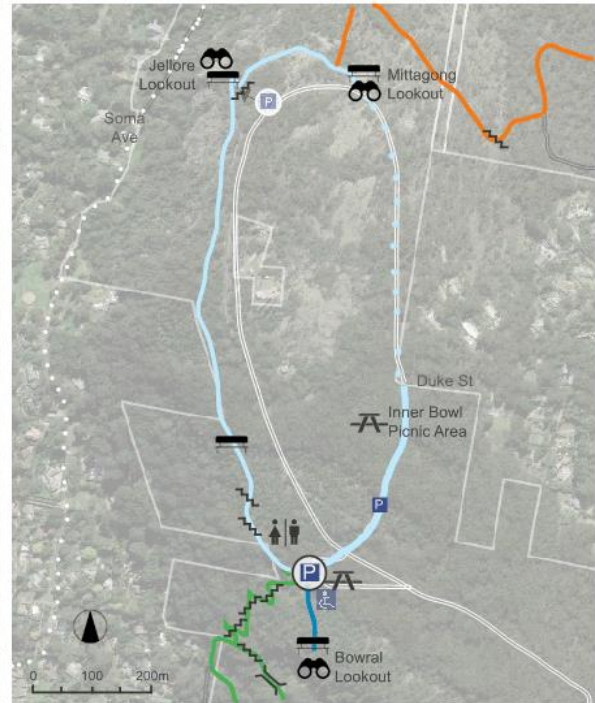 Jellore
Lookout
Mittagong
Lookout
Soma
Ave
P
Duke St
Inner Bowl
Picnic Area
P
P
Bowral
Lookout
0 100 200m